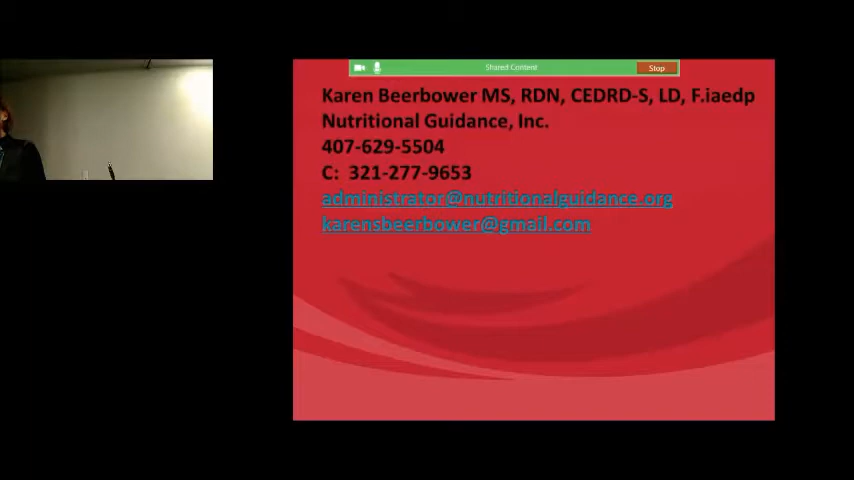 Shared Content
Stop
Karen Beerbower MS, RDN, CEDRD-S, LD, F.iaedp
Nutritional Guidance, Inc.
407-629-5504
C: 321-277-9653
administrator@nutritionalguidance.org
karensbeerbower@gmail.com